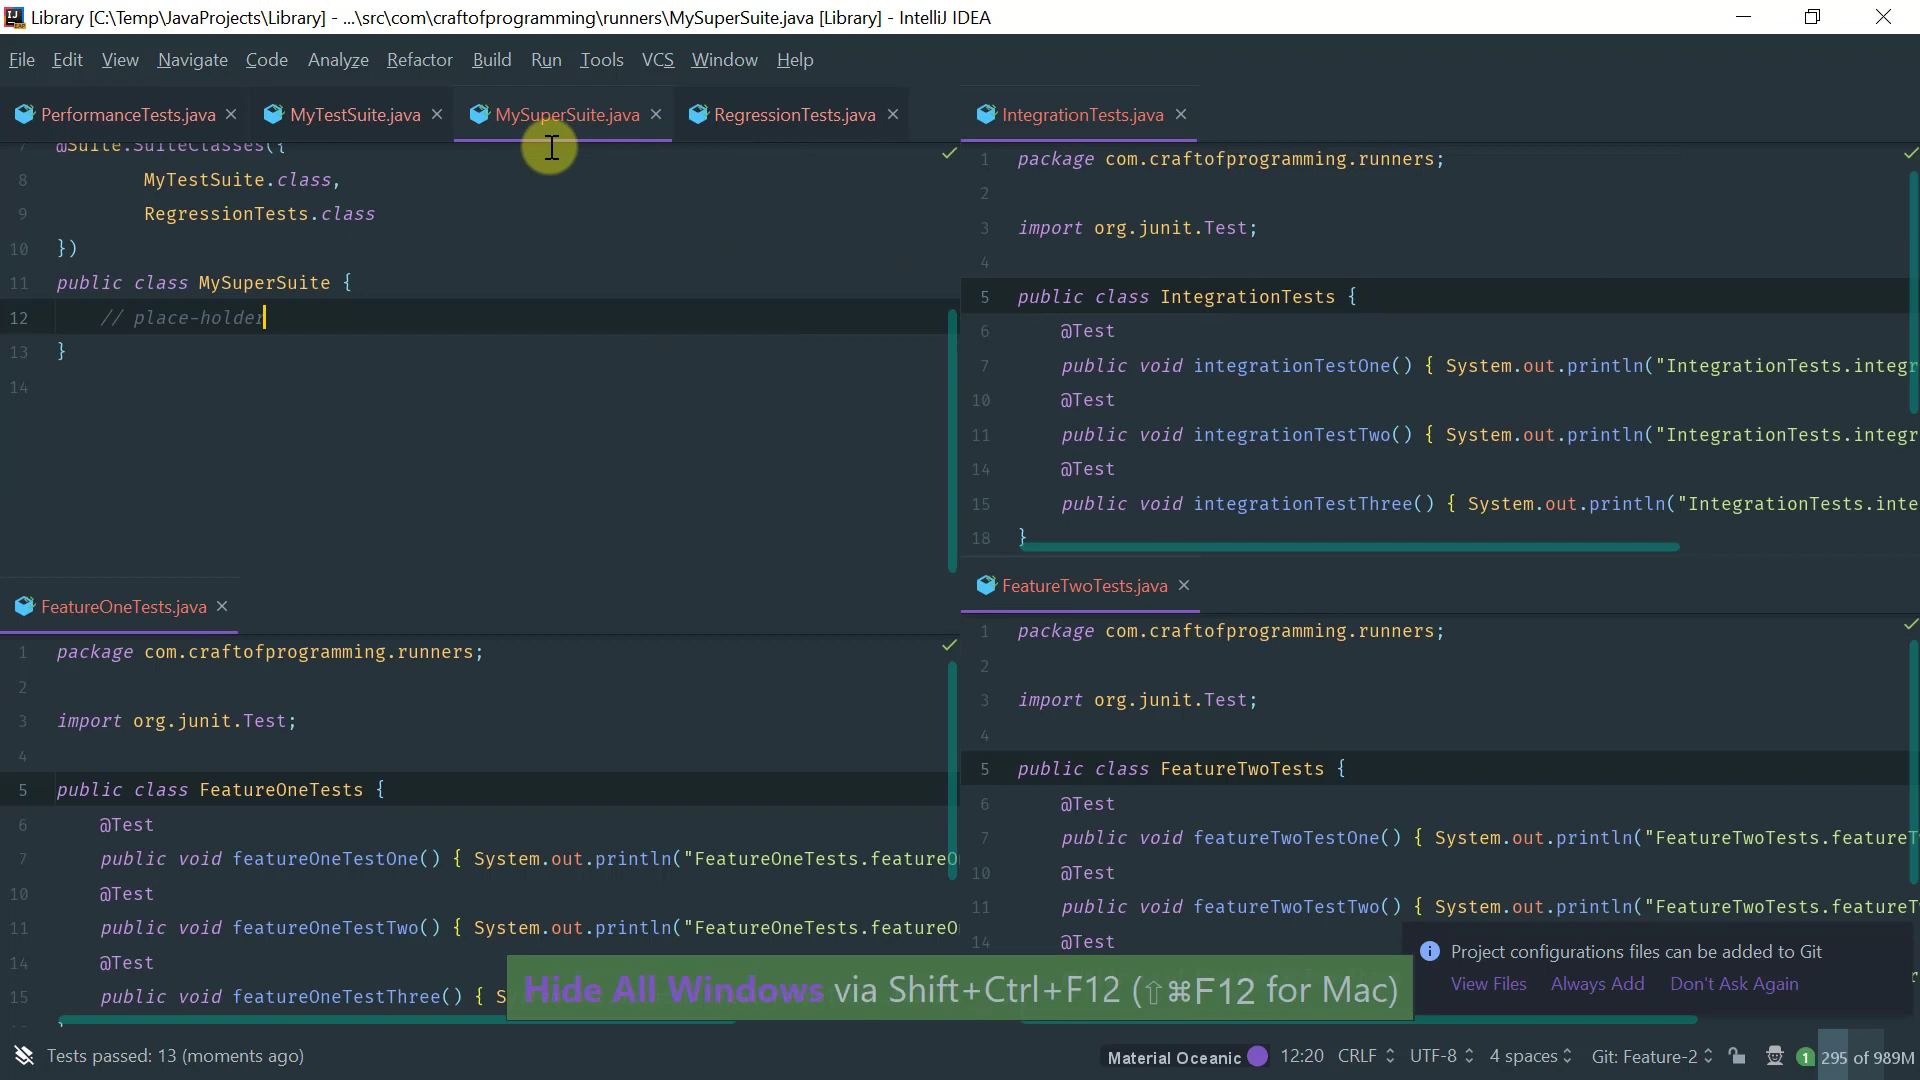 Library [C:\Temp\JavaProjects\Library] - ...\src\com\craftofprogramming\runners\MySuperSuite.java [Library] - IntelliJ IDEA
File Edit View Navigate Code Analyze Refactor Build Run Tools VCS Window Help
PerformanceTests.java MyTestSuite.java MySuperSuite.java RegressionTests.java
7 @Suite.SuiteClasses({
8 MyTestSuite.class,
9 RegressionTests.class
10 })
11 public class MySuperSuite {
12 // place-holder
13 }
14
IntegrationTests.java
1 package com.craftofprogramming.runners;
2
3 import org.junit.Test;
4
5 public class IntegrationTests {
6 @Test
7 public void integrationTestOne() { System.out.println("IntegrationTests.integr
10 @Test
11 public void integrationTestTwo() { System.out.println("IntegrationTests.integr
14 @Test
15 public void integrationTestThree() { System.out.println("IntegrationTests.inte
18 }
FeatureOneTests.java
1 package com.craftofprogramming.runners;
2
3 import org.junit.Test;
4
5 public class FeatureOneTests {
6 @Test
7 public void featureOneTestOne() { System.out.println("FeatureOneTests.featureO
10 @Test
11 public void featureOneTestTwo() { System.out.println("FeatureOneTests.featureO
14 @Test
15 public void featureOneTestThree() { S
FeatureTwoTests.java
1 package com.craftofprogramming.runners;
2
3 import org.junit.Test;
4
5 public class FeatureTwoTests {
6 @Test
7 public void featureTwoTestOne() { System.out.println("FeatureTwoTests.featureT
10 @Test
11 public void featureTwoTestTwo() { System.out.println("FeatureTwoTests.featureT
14 @Test
Project configurations files can be added to Git
View Files Always Add Don't Ask Again
Hide All Windows via Shift+Ctrl+F12 (⇧⌘F12 for Mac)
Tests passed: 13 (moments ago)
Material Oceanic 12:20 CRLF UTF-8 4 spaces Git: Feature-2 1 295 of 989M